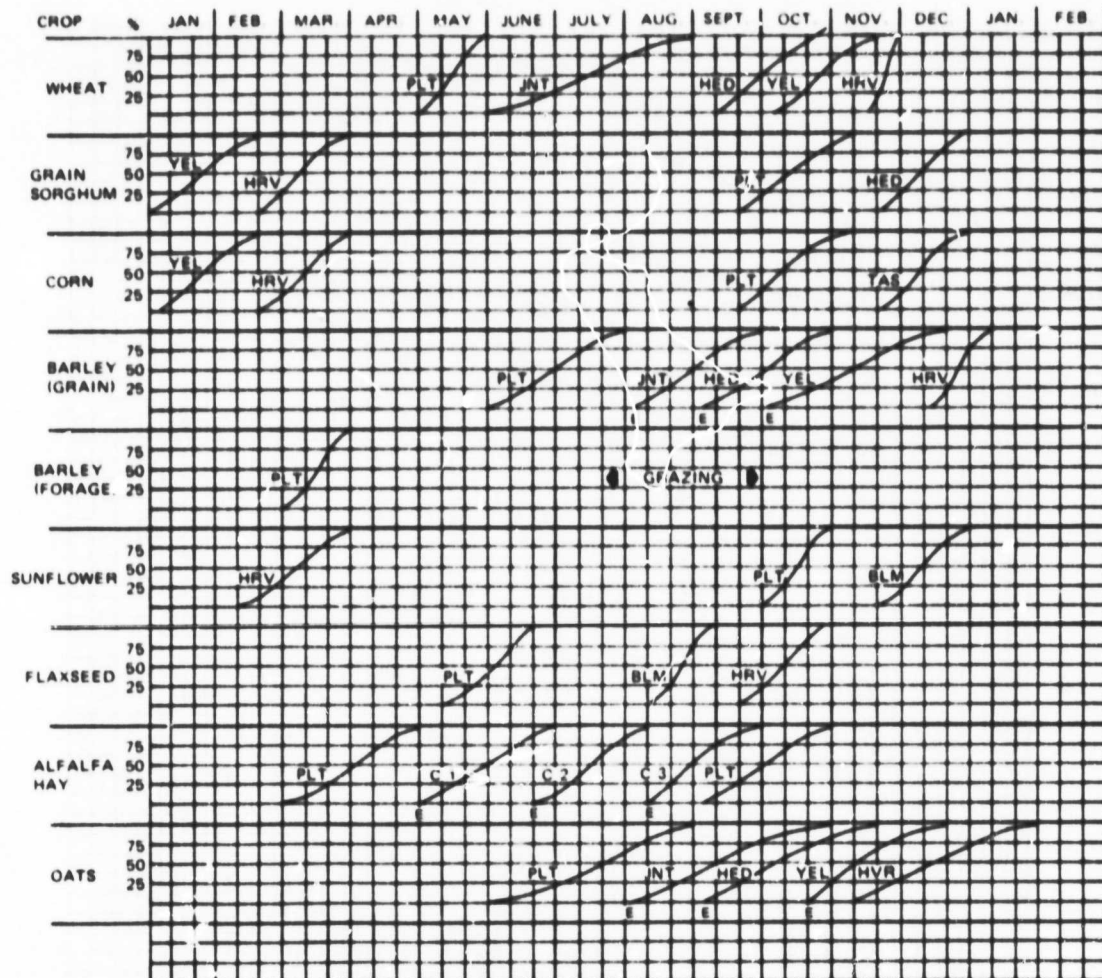 CROP % JAN FEB MAR. APR. MAY JUNE JULY AUG. SEPT OCT. NOV. DEC. JAN. FEB.
75
WHEAT 50 PLT JNT HED YEL HRV
25
75
GRAIN 50 YEL
SORGHUM 25 HRV PLT HED
75
50 YEL
CORN 25 HRV PLT TAS
75
BARLEY 50
(GRAIN) 25 PLT JNT HED YEL HRV
E E E
75
BARLEY 50 PLT GRAZING
(FORAGE. 25
75
SUNFLOWER 50 HRV PLT BLM
25
75
FLAXSEED 50 PLT BLM HRV
25
75
ALFALFA 50 PLT C 1 C 2 C 3 PLT
HAY 25
E E E E
75
OATS 50 PLT JNT HED YEL HVR
25
E E E